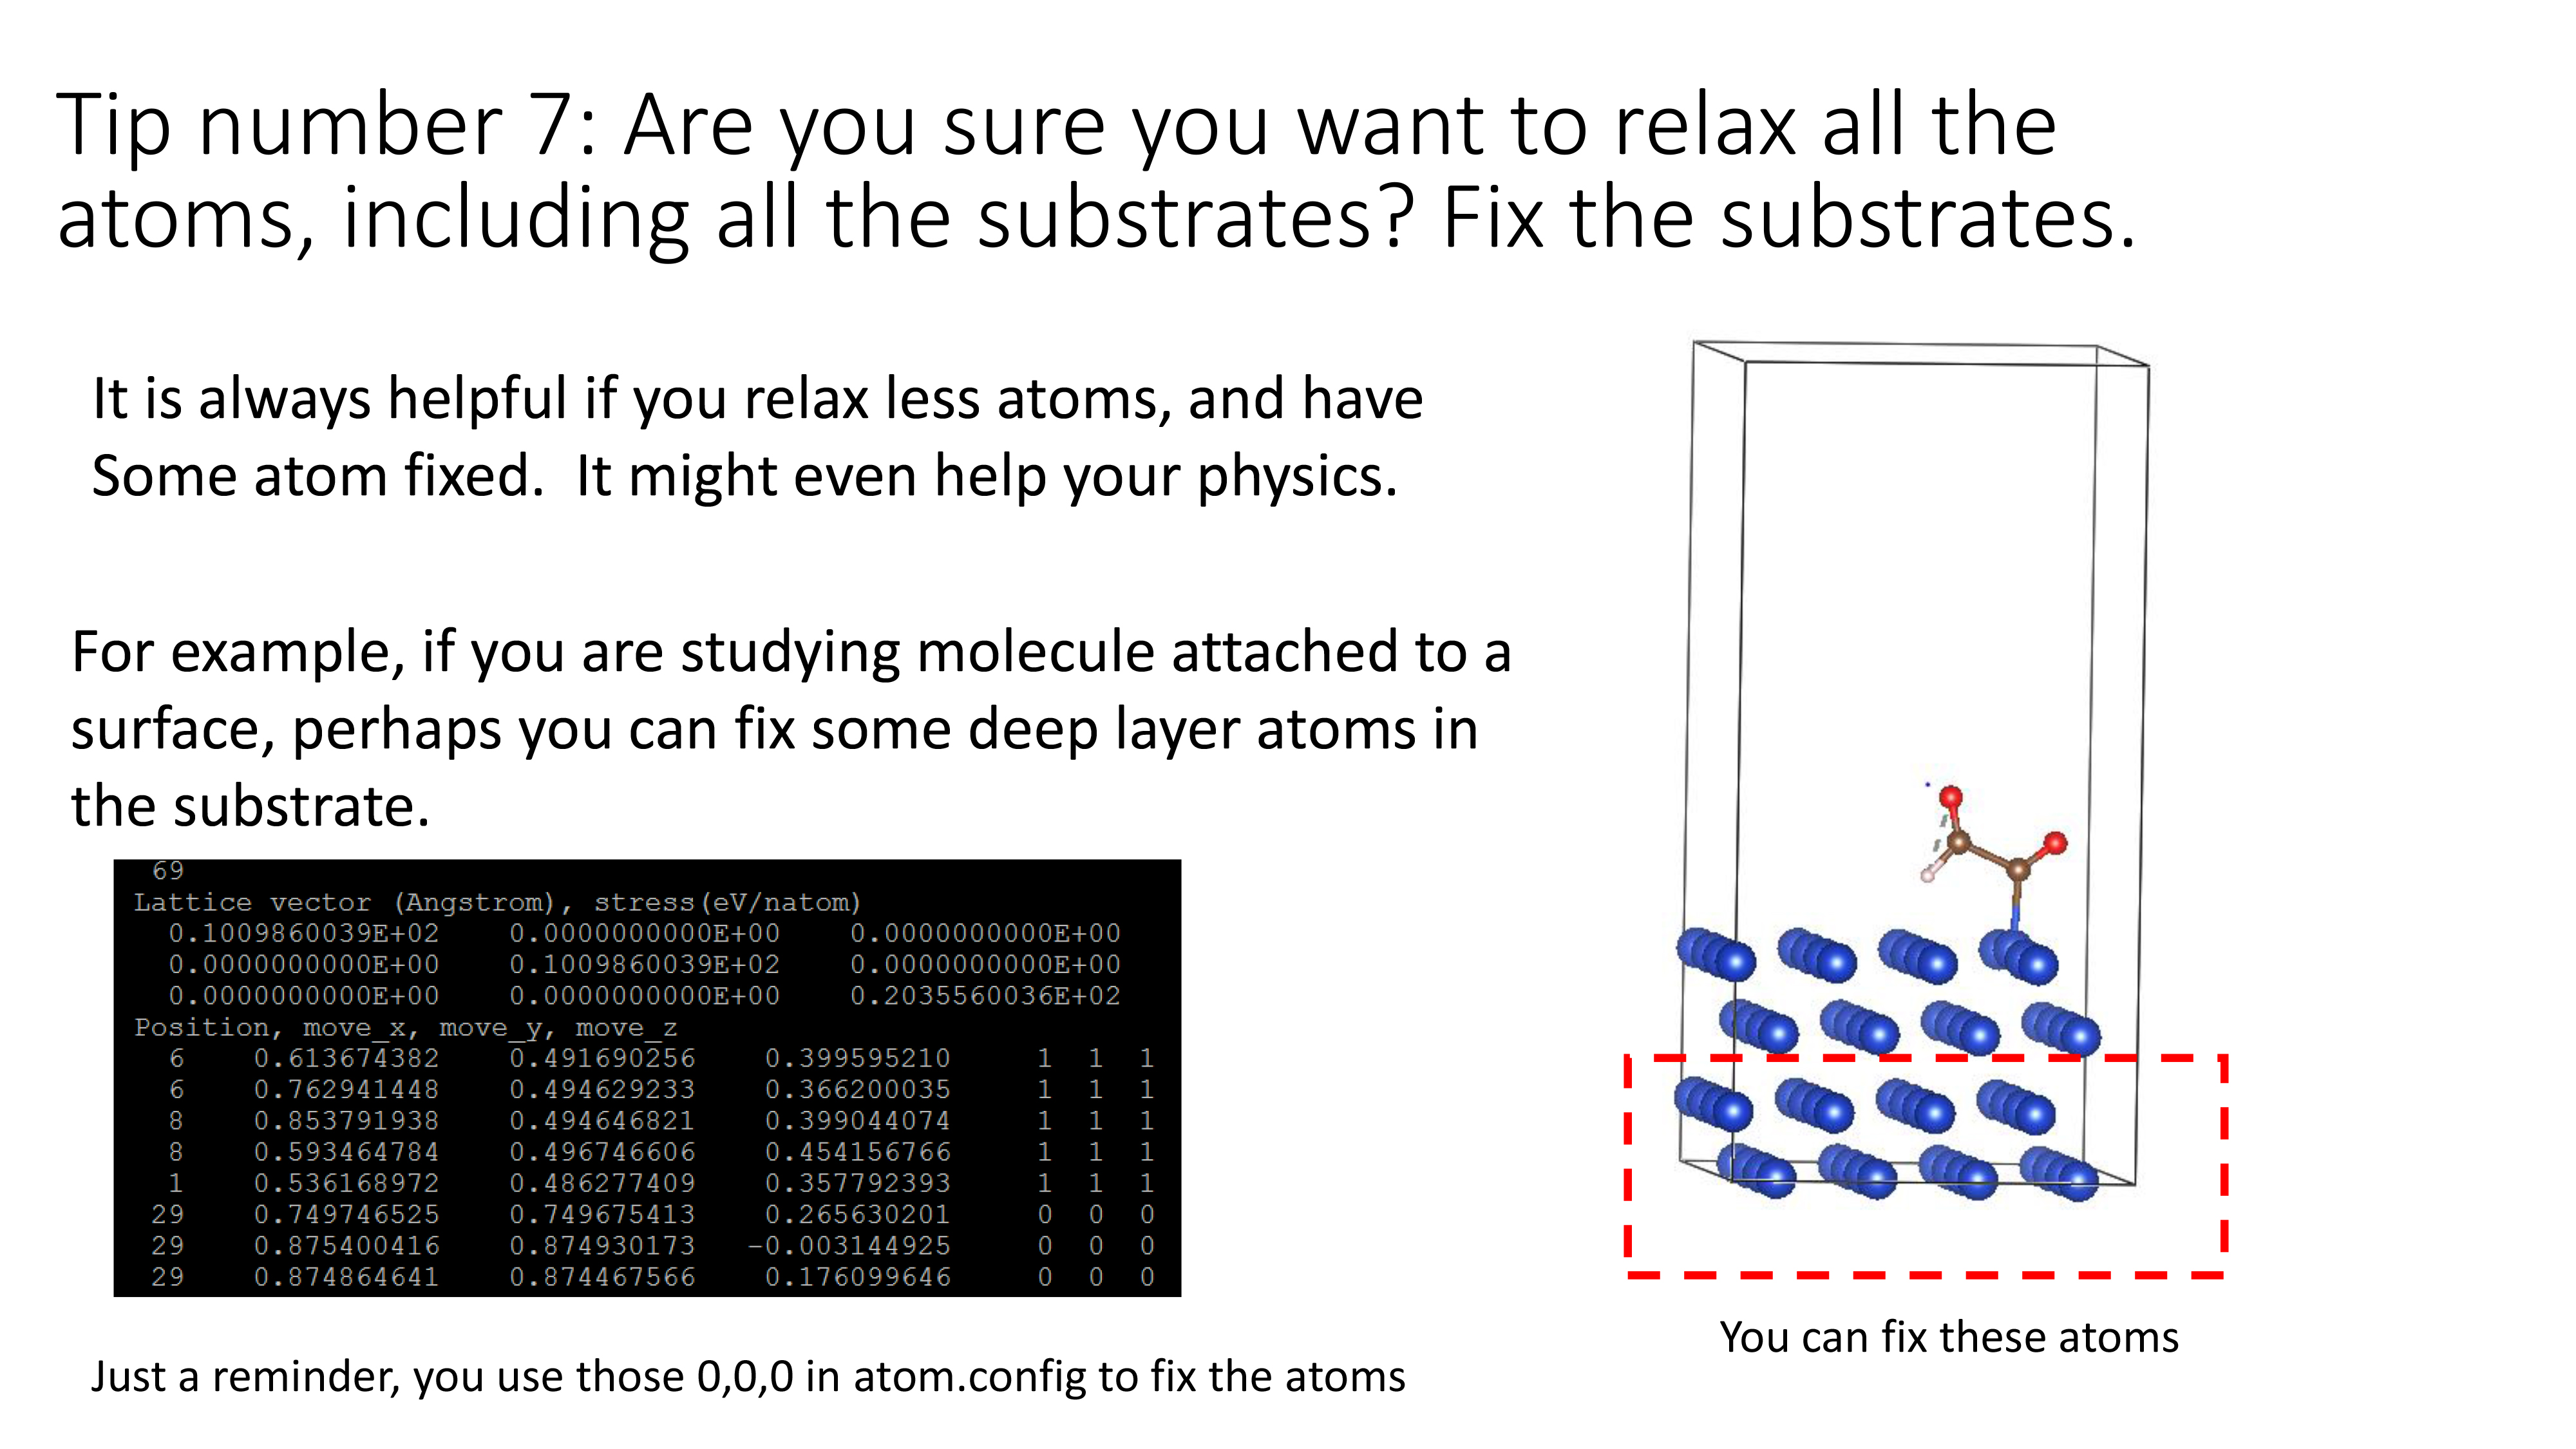 Tip number 7: Are you sure you want to relax all the
atoms, including all the substrates? Fix the substrates.
It is always helpful if you relax less atoms, and have
Some atom fixed.  It might even help your physics.
For example, if you are studying molecule attached to a
surface, perhaps you can fix some deep layer atoms in
the substrate.
69
Lattice vector (Angstrom), stress(eV/natom)
0.1009860039E+02 0.0000000000E+00 0.0000000000E+00
0.0000000000E+00 0.1009860039E+02 0.0000000000E+00
0.0000000000E+00 0.0000000000E+00 0.2035560036E+02
Position, move_x, move_y, move_z
6 0.613674382 0.491690256 0.399595210 1 1 1
6 0.762941448 0.494629233 0.366200035 1 1 1
8 0.853791938 0.494646821 0.399044074 1 1 1
8 0.593464784 0.496746606 0.454156766 1 1 1
1 0.536168972 0.486277409 0.357792393 1 1 1
29 0.749746525 0.749675413 0.265630201 0 0 0
29 0.875400416 0.874930173 -0.003144925 0 0 0
29 0.874864641 0.874467566 0.176099646 0 0 0
You can fix these atoms
Just a reminder, you use those 0,0,0 in atom.config to fix the atoms